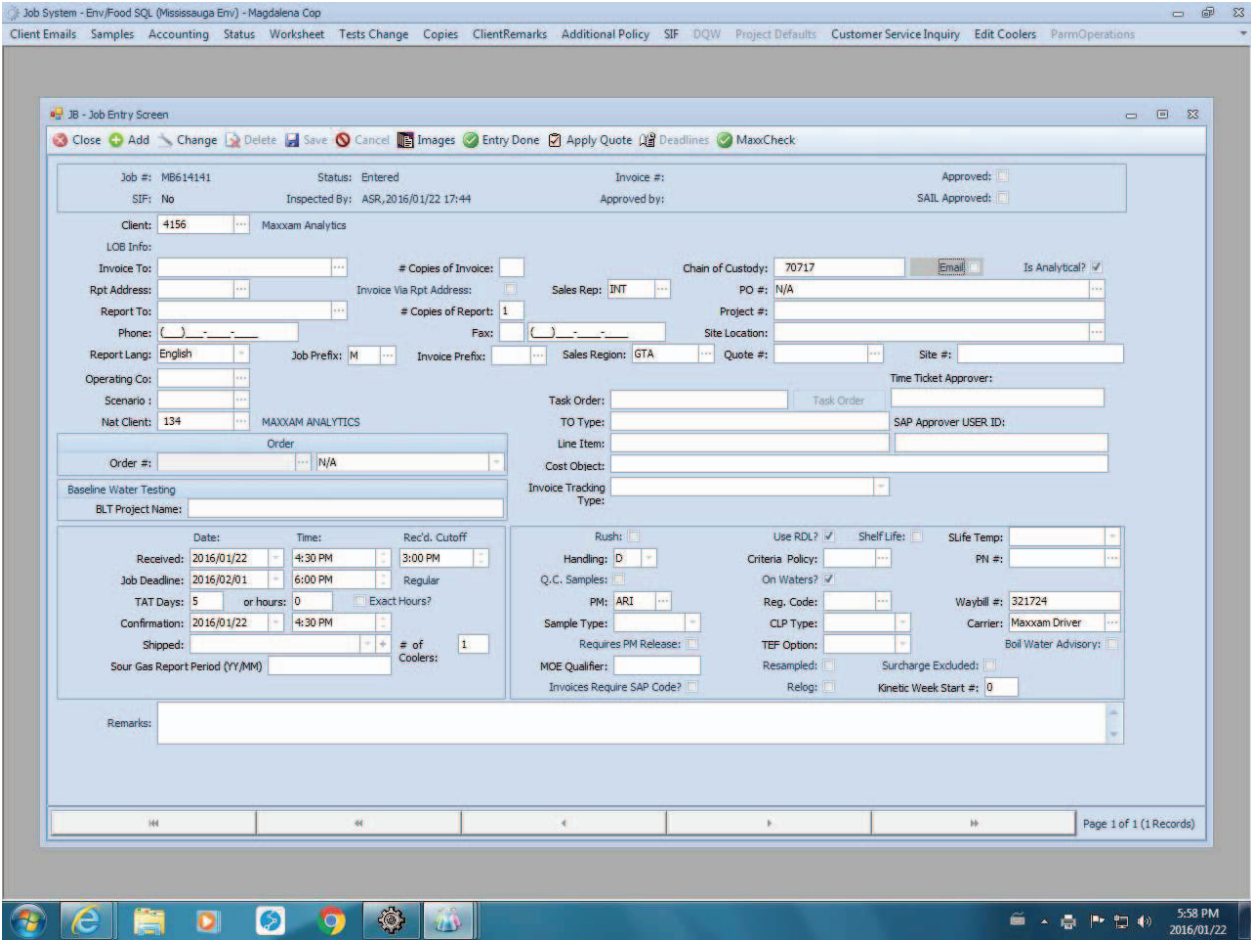 Job System - Env/Food SQL (Mississauga Env) - Magdalena Cop
Client Emails Samples Accounting Status Worksheet Tests Change Copies ClientRemarks Additional Policy SIF DQW Project Defaults Customer Service Inquiry Edit Coolers ParmOperations
JB - Job Entry Screen
Close Add Change Delete Save Cancel Images Entry Done Apply Quote Deadlines MaxxCheck
Job #: MB614141 Status: Entered Invoice #: Approved:
SIF: No Inspected By: ASR,2016/01/22 17:44 Approved by: SAIL Approved:
Client: 4156 ... Maxxam Analytics
LOB Info:
Invoice To: ... # Copies of Invoice: Chain of Custody: 70717 Email Is Analytical?
Rpt Address: ... Invoice Via Rpt Address: Sales Rep: INT ... PO #: N/A ...
Report To: ... # Copies of Report: 1 Project #:
Phone: (__)___-____-____ Fax: (__)___-____-____ Site Location: ...
Report Lang: English Job Prefix: M ... Invoice Prefix: ... Sales Region: GTA ... Quote #: ... Site #:
Operating Co: ... Time Ticket Approver:
Scenario : ... Task Order: Task Order
Nat Client: 134 ... MAXXAM ANALYTICS TO Type: SAP Approver USER ID:
Order Line Item:
Order #: ... N/A Cost Object:
Baseline Water Testing Invoice Tracking Type:
BLT Project Name:
Date: Time: Rec'd. Cutoff Rush: Use RDL? Shelf Life: SLife Temp:
Received: 2016/01/22 4:30 PM 3:00 PM Handling: D Criteria Policy: ... PN #: ...
Job Deadline: 2016/02/01 6:00 PM Regular Q.C. Samples: On Waters?
TAT Days: 5 or hours: 0 Exact Hours? PM: ARI ... Reg. Code: ... Waybill #: 321724
Confirmation: 2016/01/22 4:30 PM Sample Type: CLP Type: Carrier: Maxxam Driver ...
Shipped: + # of Coolers: 1 Requires PM Release: TEF Option: Boil Water Advisory:
Sour Gas Report Period (YY/MM) MOE Qualifier: Resampled: Surcharge Excluded:
Invoices Require SAP Code? Relog: Kinetic Week Start #: 0
Remarks:
Page 1 of 1 (1 Records)
5:58 PM
2016/01/22